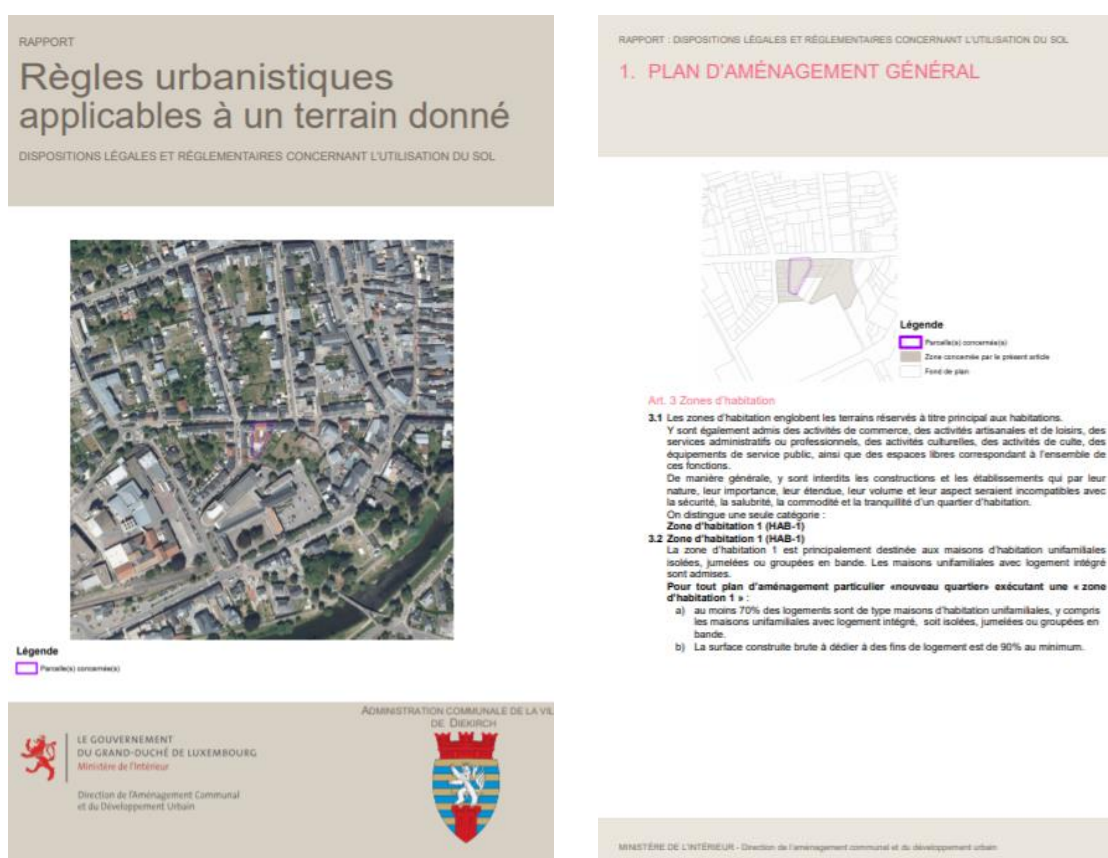 RAPPORT
Règles urbanistiques
applicables à un terrain donné
DISPOSITIONS LÉGALES ET RÉGLEMENTAIRES CONCERNANT L'UTILISATION DU SOL
Légende
Parcelle(s) concernée(s)
LE GOUVERNEMENT
DU GRAND-DUCHÉ DE LUXEMBOURG
Ministère de l'Intérieur
Direction de l'Aménagement Communal
et du Développement Urbain
ADMINISTRATION COMMUNALE DE LA VIL
DE DIEKIRCH
RAPPORT : DISPOSITIONS LÉGALES ET RÉGLEMENTAIRES CONCERNANT L'UTILISATION DU SOL
1. PLAN D'AMÉNAGEMENT GÉNÉRAL
Légende
Parcelle(s) concernée(s)
Zone concernée par le présent article
Fond de plan
Art. 3 Zones d'habitation
3.1 Les zones d'habitation englobent les terrains réservés à titre principal aux habitations.
Y sont également admis des activités de commerce, des activités artisanales et de loisirs, des
services administratifs ou professionnels, des activités culturelles, des activités de culte, des
équipements de service public, ainsi que des espaces libres correspondant à l'ensemble de
ces fonctions.
De manière générale, y sont interdits les constructions et les établissements qui par leur
nature, leur importance, leur étendue, leur volume et leur aspect seraient incompatibles avec
la sécurité, la salubrité, la commodité et la tranquillité d'un quartier d'habitation.
On distingue une seule catégorie :
Zone d'habitation 1 (HAB-1)
3.2 Zone d'habitation 1 (HAB-1)
La zone d'habitation 1 est principalement destinée aux maisons d'habitation unifamiliales
isolées, jumelées ou groupées en bande. Les maisons unifamiliales avec logement intégré
sont admises.
Pour tout plan d'aménagement particulier «nouveau quartier» exécutant une « zone
d'habitation 1 » :
a) au moins 70% des logements sont de type maisons d'habitation unifamiliales, y compris
les maisons unifamiliales avec logement intégré, soit isolées, jumelées ou groupées en
bande.
b) La surface construite brute à dédier à des fins de logement est de 90% au minimum.
MINISTÈRE DE L'INTÉRIEUR - Direction de l'aménagement communal et du développement urbain